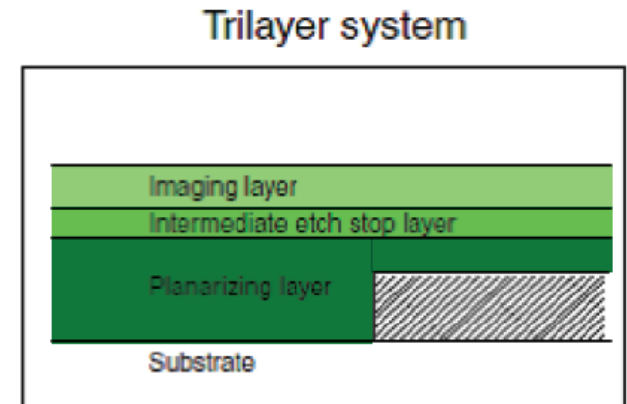 Trilayer system
Imaging layer
Intermediate etch stop layer
Planarizing layer
Substrate